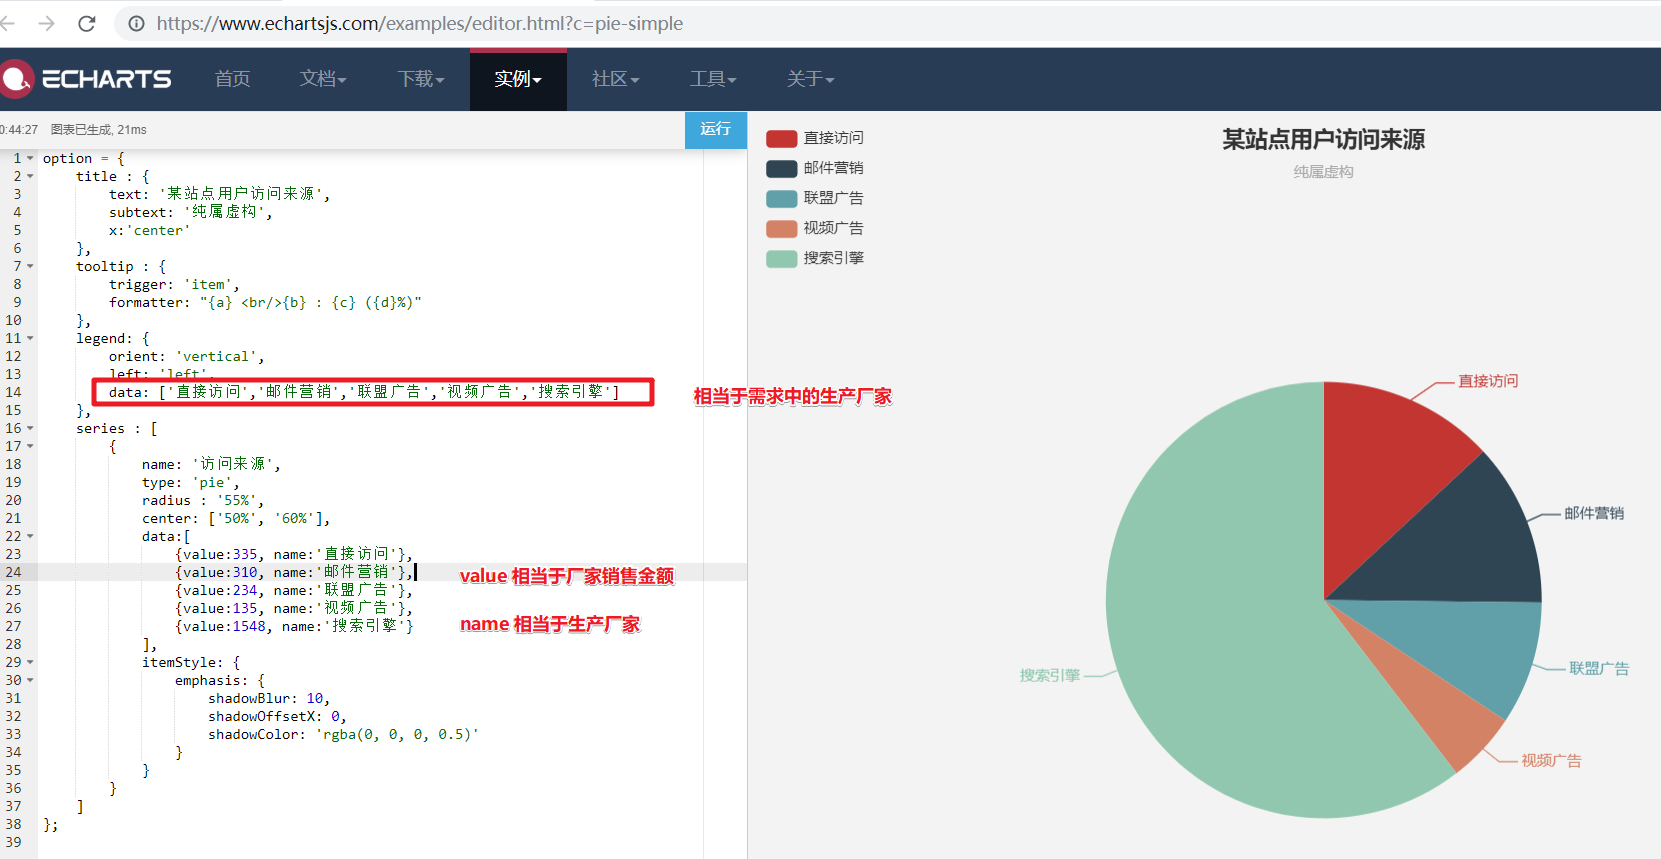 https://www.echartsjs.com/examples/editor.html?c=pie-simple
ECHARTS 首页 文档 下载 实例 社区 工具 关于
0:44:27 图表已生成, 21ms 运行
1 option = {
2 title : {
3 text: '某站点用户访问来源',
4 subtext: '纯属虚构',
5 x:'center'
6 },
7 tooltip : {
8 trigger: 'item',
9 formatter: "{a} <br/>{b} : {c} ({d}%)"
10 },
11 legend: {
12 orient: 'vertical',
13 left: 'left',
14 data: ['直接访问','邮件营销','联盟广告','视频广告','搜索引擎']
15 },
16 series : [
17 {
18 name: '访问来源',
19 type: 'pie',
20 radius : '55%',
21 center: ['50%', '60%'],
22 data:[
23 {value:335, name:'直接访问'},
24 {value:310, name:'邮件营销'},
25 {value:234, name:'联盟广告'},
26 {value:135, name:'视频广告'},
27 {value:1548, name:'搜索引擎'}
28 ],
29 itemStyle: {
30 emphasis: {
31 shadowBlur: 10,
32 shadowOffsetX: 0,
33 shadowColor: 'rgba(0, 0, 0, 0.5)'
34 }
35 }
36 }
37 ]
38 };
39
相当于需求中的生产厂家
value 相当于厂家销售金额
name 相当于生产厂家
直接访问
邮件营销
联盟广告
视频广告
搜索引擎
某站点用户访问来源
纯属虚构
直接访问
邮件营销
联盟广告
视频广告
搜索引擎